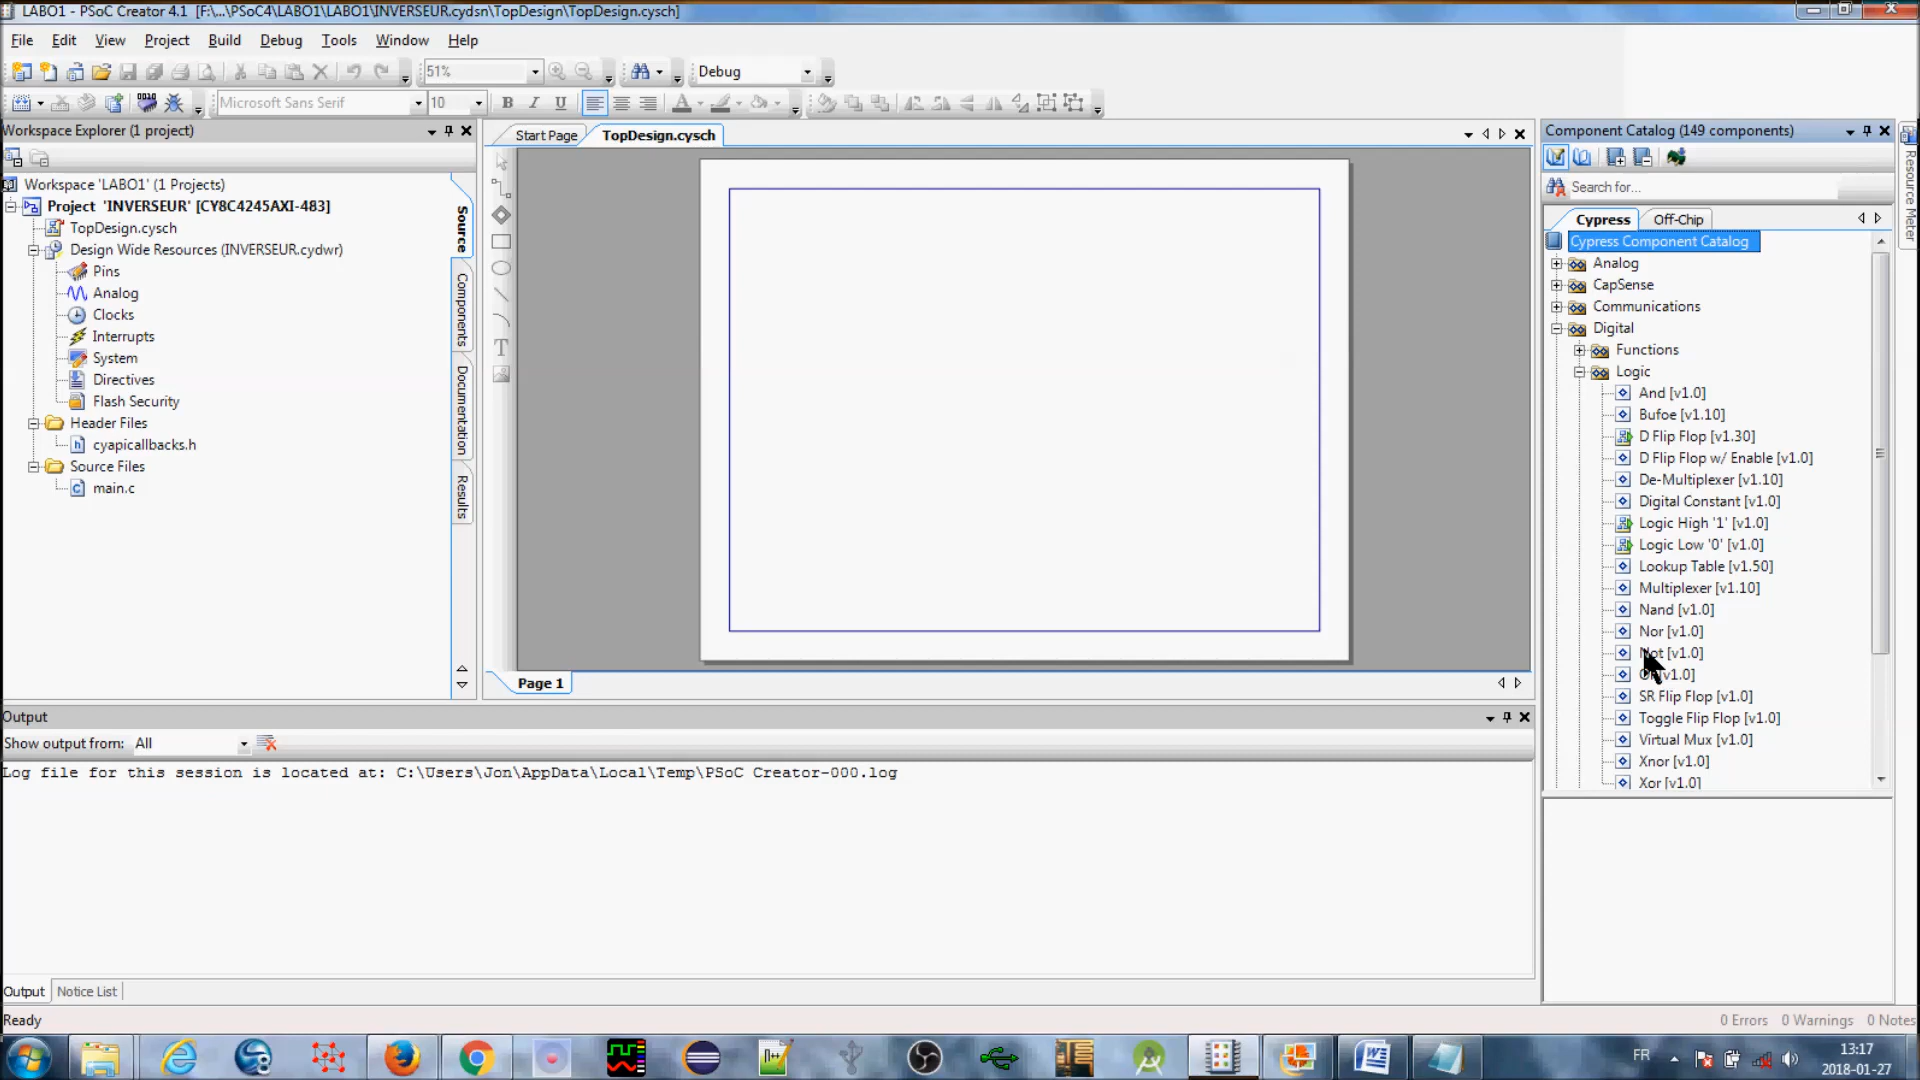 LABO1 - PSoC Creator 4.1 [F:\...\PSoC4\LABO1\LABO1\INVERSEUR.cydsn\TopDesign\TopDesign.cysch]
File Edit View Project Build Debug Tools Window Help
51% Debug
Microsoft Sans Serif 10 B I U A
Workspace Explorer (1 project)
Workspace 'LABO1' (1 Projects)
Project 'INVERSEUR' [CY8C4245AXI-483]
TopDesign.cysch
Design Wide Resources (INVERSEUR.cydwr)
Pins
Analog
Clocks
Interrupts
System
Directives
Flash Security
Header Files
cyapicallbacks.h
Source Files
main.c
Source
Components
Documentation
Results
Start Page TopDesign.cysch
T
Page 1
Component Catalog (149 components)
Search for...
Cypress Off-Chip
Cypress Component Catalog
Analog
CapSense
Communications
Digital
Functions
Logic
And [v1.0]
Bufoe [v1.10]
D Flip Flop [v1.30]
D Flip Flop w/ Enable [v1.0]
De-Multiplexer [v1.10]
Digital Constant [v1.0]
Logic High '1' [v1.0]
Logic Low '0' [v1.0]
Lookup Table [v1.50]
Multiplexer [v1.10]
Nand [v1.0]
Nor [v1.0]
Not [v1.0]
[v1.0]
SR Flip Flop [v1.0]
Toggle Flip Flop [v1.0]
Virtual Mux [v1.0]
Xnor [v1.0]
Xor [v1.0]
Resource Meter
Output
Show output from: All
Log file for this session is located at: C:\Users\Jon\AppData\Local\Temp\PSoC Creator-000.log
Output Notice List
Ready
0 Errors 0 Warnings 0 Notes
FR
13:17
2018-01-27